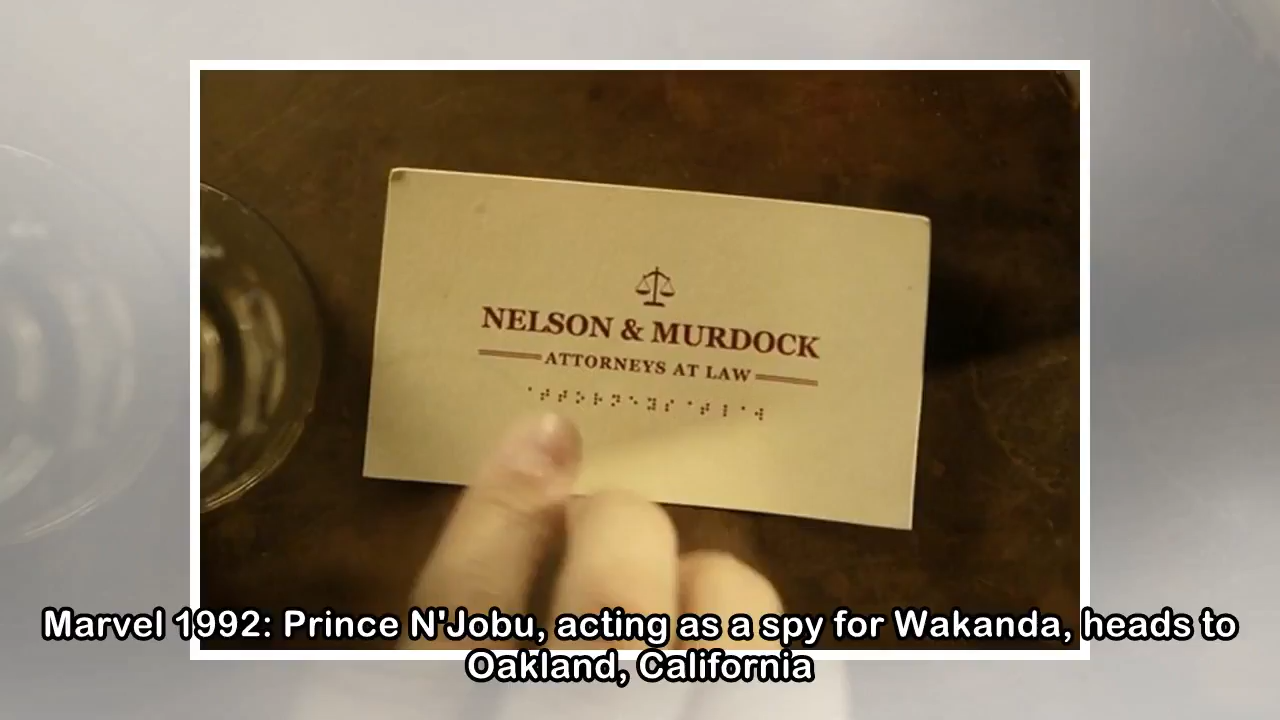 NELSON & MURDOCK
ATTORNEYS AT LAW
⠁⠞⠞⠕⠗⠝⠑⠽⠎⠁⠞⠇⠁⠺
Marvel 1992: Prince N'Jobu, acting as a spy for Wakanda, heads to
Oakland, California